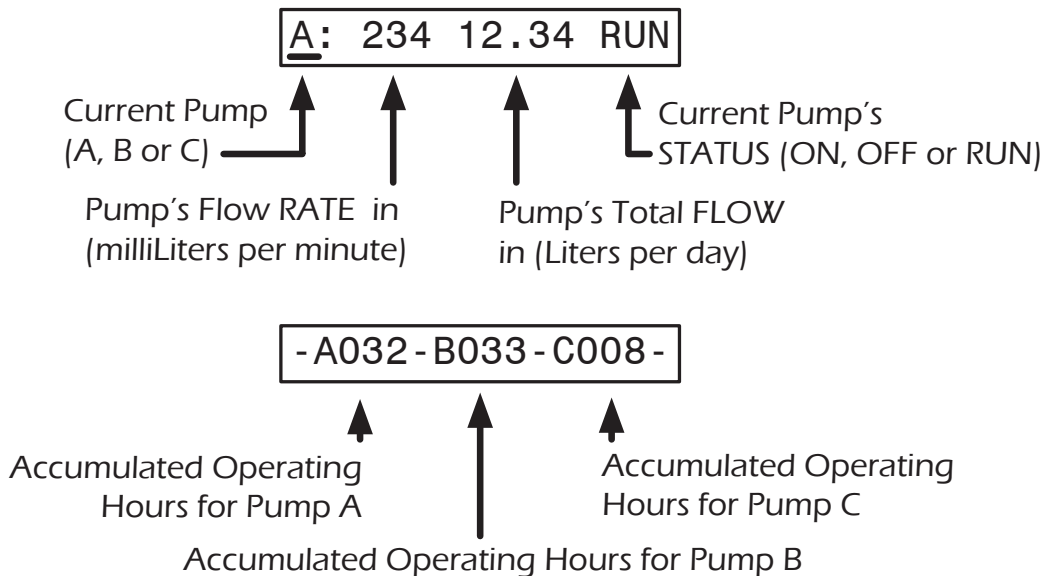 A: 234 12.34 RUN
Current Pump
(A, B or C)
Current Pump's
STATUS (ON, OFF or RUN)
Pump's Flow RATE in
(milliLiters per minute)
Pump's Total FLOW
in (Liters per day)
-A032-B033-C008-
Accumulated Operating
Hours for Pump A
Accumulated Operating
Hours for Pump C
Accumulated Operating Hours for Pump B